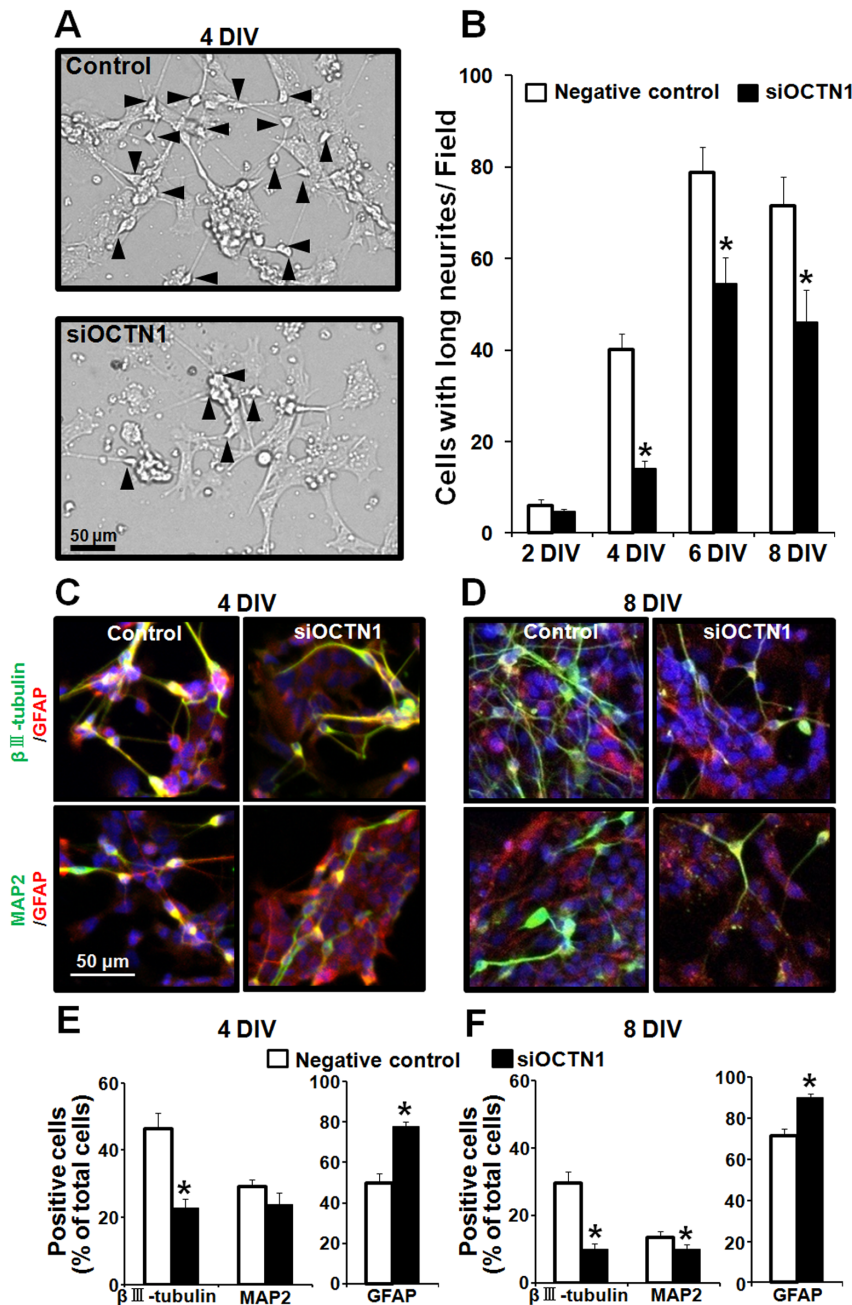 A
4 DIV
Control
siOCTN1
50 µm
B
Negative control siOCTN1
Cells with long neurites/ Field
100
80
60
40
20
0
2 DIV 4 DIV 6 DIV 8 DIV
*
*
*
C
4 DIV
Control siOCTN1
βⅢ-tubulin
/GFAP
MAP2
/GFAP
50 µm
D
8 DIV
Control siOCTN1
E
4 DIV
F
8 DIV
Negative control siOCTN1
Positive cells
(% of total cells)
60
40
20
0
*
βⅢ-tubulin MAP2
100
80
60
40
20
0
*
GFAP
Positive cells
(% of total cells)
60
40
20
0
*
*
βⅢ-tubulin MAP2
100
80
60
40
20
0
*
GFAP